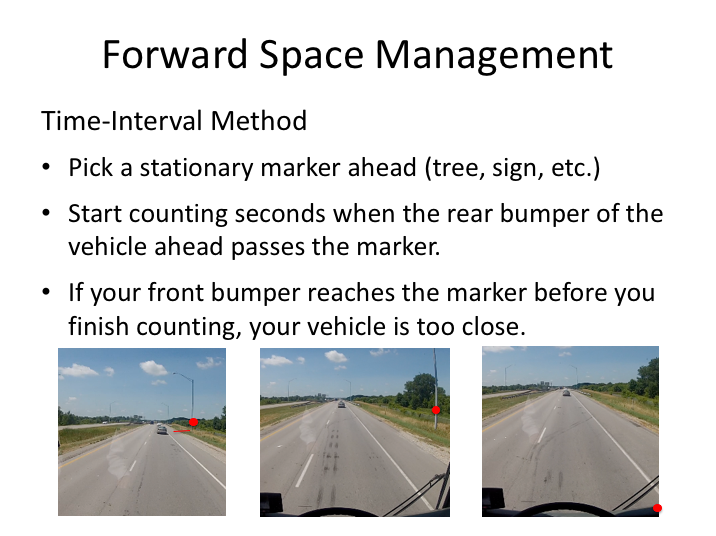 Forward Space Management
Time-Interval Method
• Pick a stationary marker ahead (tree, sign, etc.)
• Start counting seconds when the rear bumper of the
vehicle ahead passes the marker.
• If your front bumper reaches the marker before you
finish counting, your vehicle is too close.